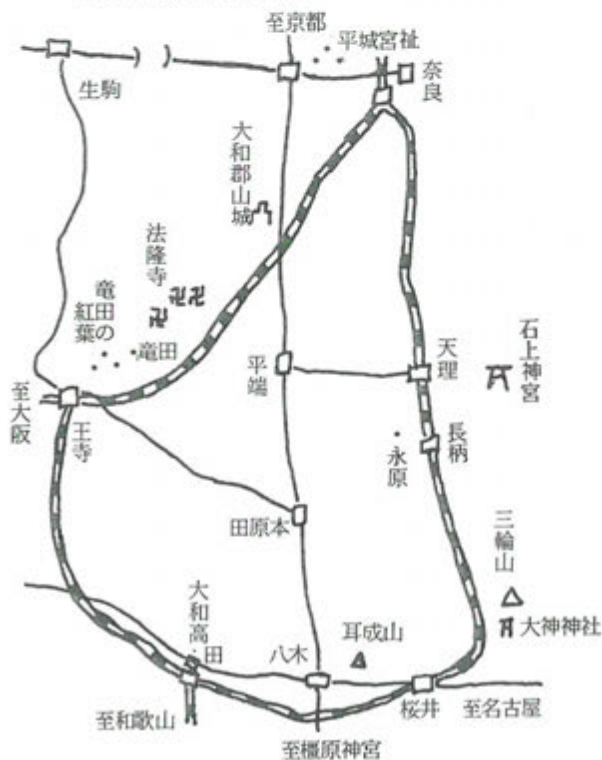 至京都
平城宮祉
奈良
生駒
大和郡山城
法隆寺
竜田の
紅葉
竜田
平端
天理
石上神宮
至大阪
王寺
永原
長柄
田原本
三輪山
大和高田
八木
耳成山
大神神社
至和歌山
桜井
至名古屋
至橿原神宮